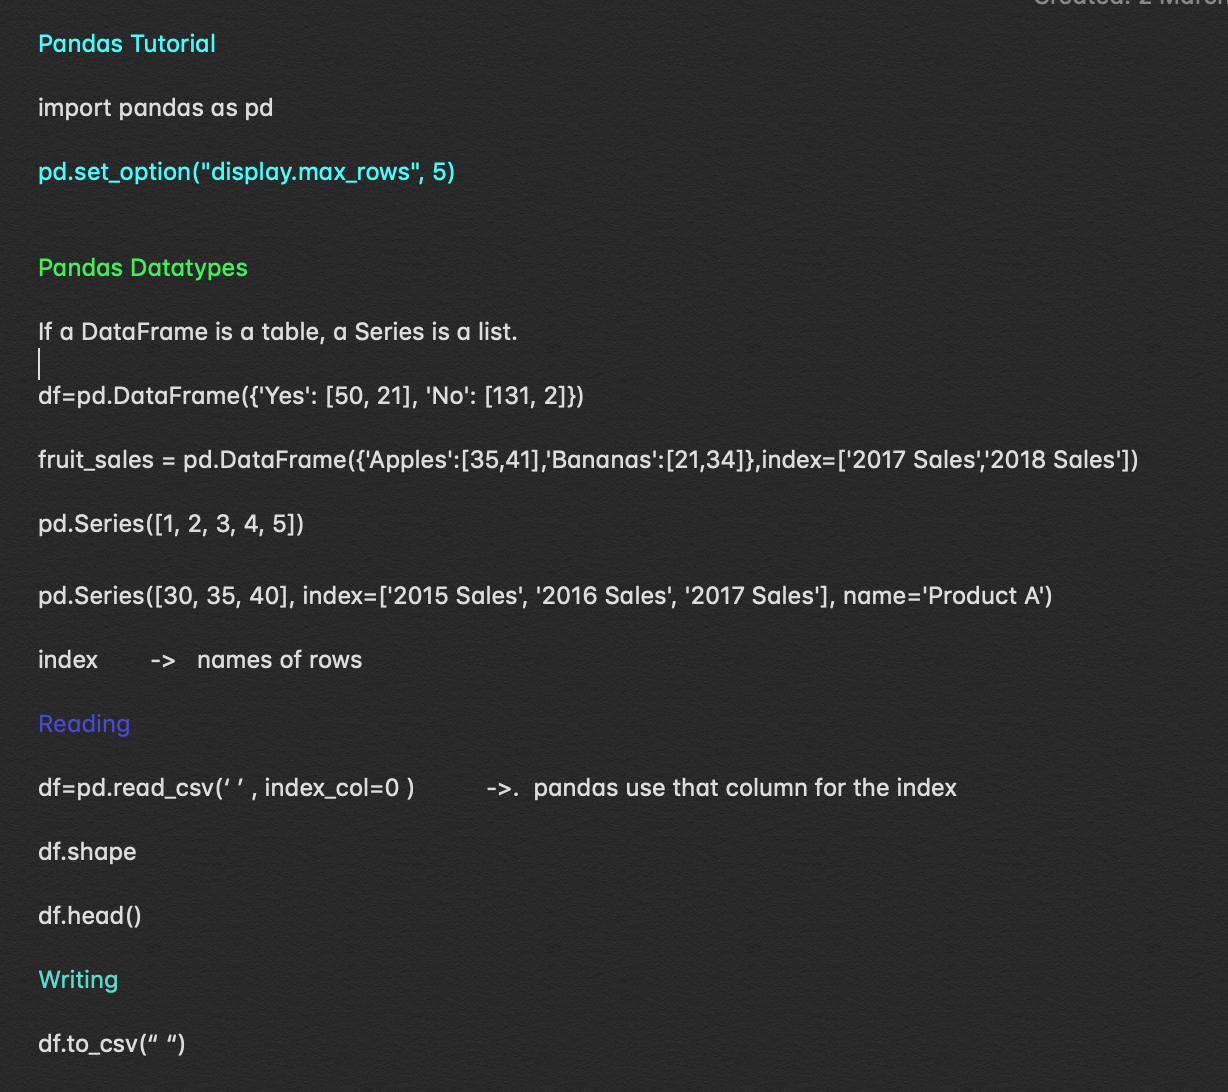 Created: 2 March
Pandas Tutorial
import pandas as pd
pd.set_option("display.max_rows", 5)
Pandas Datatypes
If a DataFrame is a table, a Series is a list.
df=pd.DataFrame({'Yes': [50, 21], 'No': [131, 2]})
fruit_sales = pd.DataFrame({'Apples':[35,41],'Bananas':[21,34]},index=['2017 Sales','2018 Sales'])
pd.Series([1, 2, 3, 4, 5])
pd.Series([30, 35, 40], index=['2015 Sales', '2016 Sales', '2017 Sales'], name='Product A')
index -> names of rows
Reading
df=pd.read_csv(‘ ’ , index_col=0 ) ->. pandas use that column for the index
df.shape
df.head()
Writing
df.to_csv(“ “)